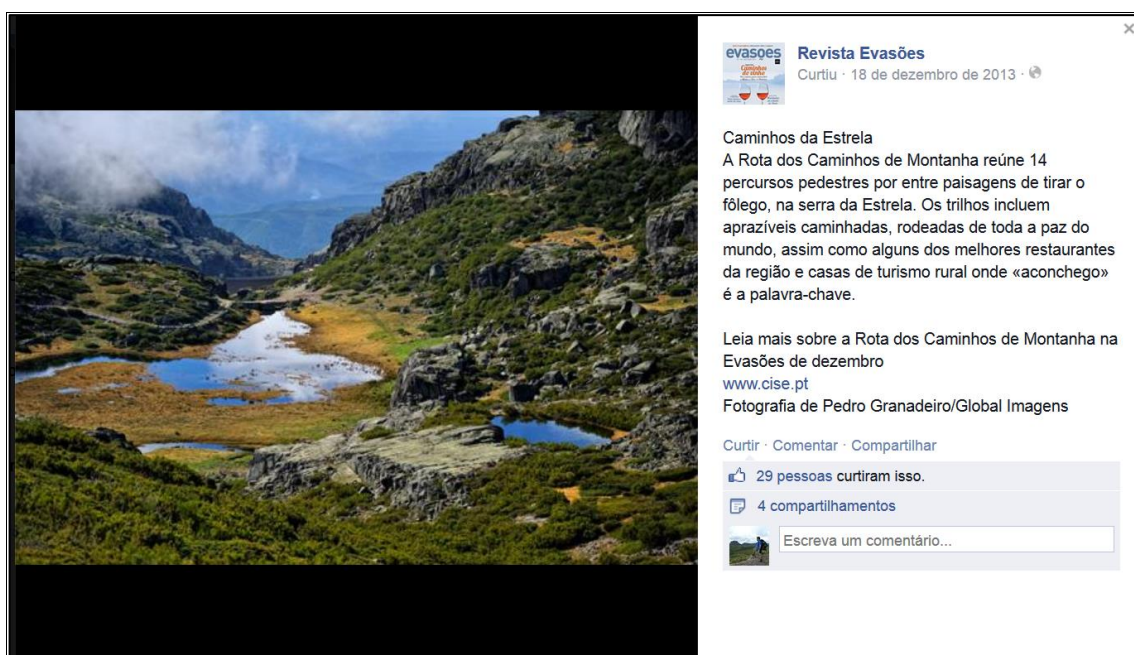 ×
evasões
Caminhos
do vinho
Revista Evasões
Curtiu · 18 de dezembro de 2013 ·
Caminhos da Estrela
A Rota dos Caminhos de Montanha reúne 14
percursos pedestres por entre paisagens de tirar o
fôlego, na serra da Estrela. Os trilhos incluem
aprazíveis caminhadas, rodeadas de toda a paz do
mundo, assim como alguns dos melhores restaurantes
da região e casas de turismo rural onde «aconchego»
é a palavra-chave.
Leia mais sobre a Rota dos Caminhos de Montanha na
Evasões de dezembro
www.cise.pt
Fotografia de Pedro Granadeiro/Global Imagens
Curtir · Comentar · Compartilhar
29 pessoas curtiram isso.
4 compartilhamentos
Escreva um comentário...